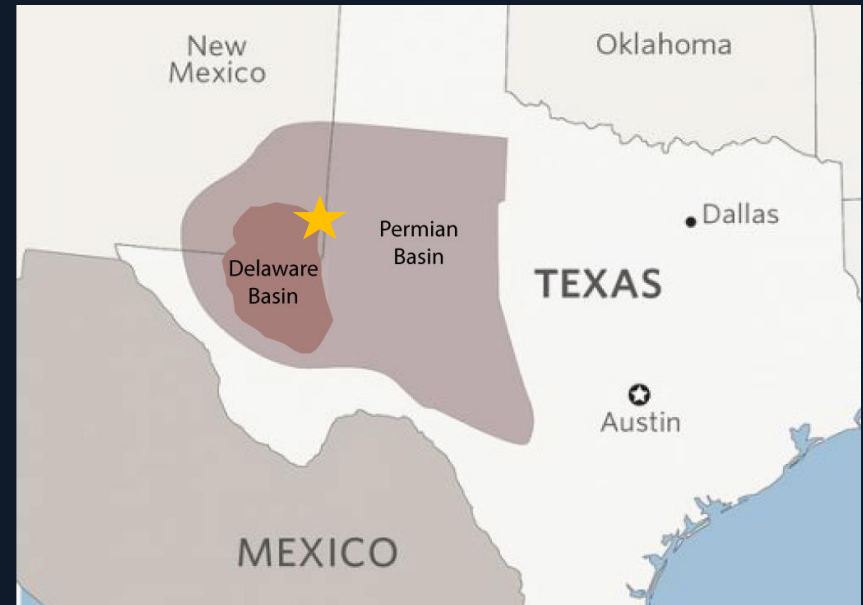 New
Mexico
Oklahoma
Dallas
Permian
Basin
Delaware
Basin
TEXAS
Austin
MEXICO